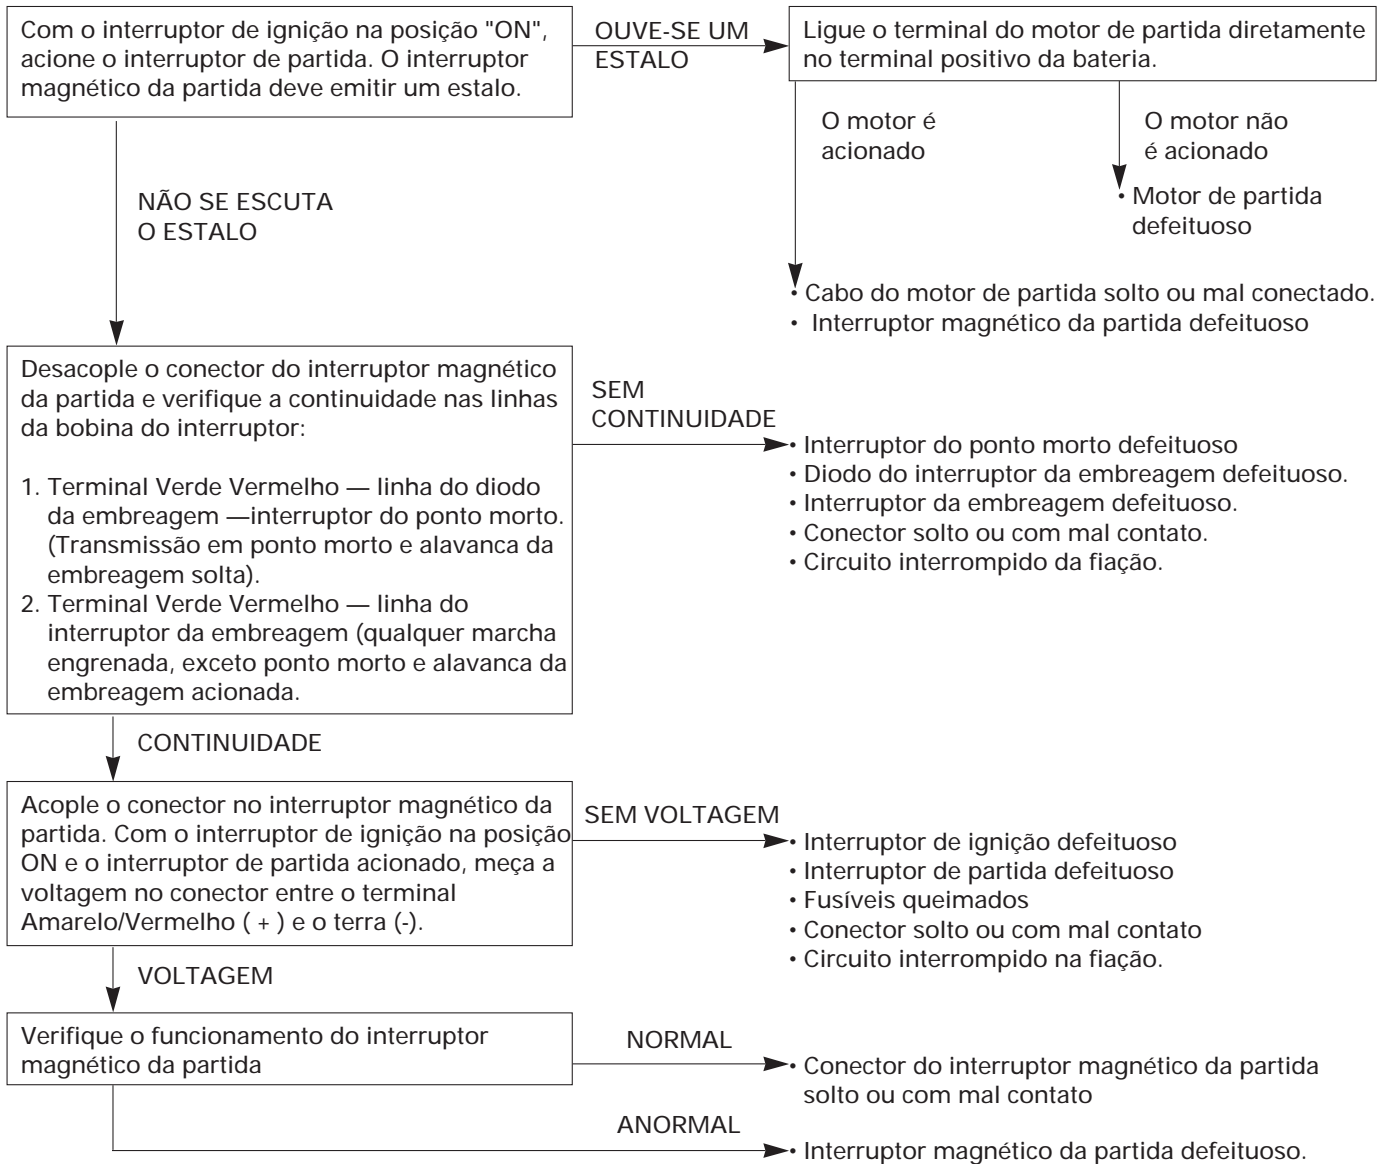 Com o interruptor de ignição na posição "ON",
acione o interruptor de partida. O interruptor
magnético da partida deve emitir um estalo.
OUVE-SE UM
ESTALO
Ligue o terminal do motor de partida diretamente
no terminal positivo da bateria.
O motor é
acionado
O motor não
é acionado
• Motor de partida
defeituoso
NÃO SE ESCUTA
O ESTALO
• Cabo do motor de partida solto ou mal conectado.
• Interruptor magnético da partida defeituoso
Desacople o conector do interruptor magnético
da partida e verifique a continuidade nas linhas
da bobina do interruptor:
1. Terminal Verde Vermelho — linha do diodo
da embreagem —interruptor do ponto morto.
(Transmissão em ponto morto e alavanca da
embreagem solta).
2. Terminal Verde Vermelho — linha do
interruptor da embreagem (qualquer marcha
engrenada, exceto ponto morto e alavanca da
embreagem acionada.
SEM
CONTINUIDADE
• Interruptor do ponto morto defeituoso
• Diodo do interruptor da embreagem defeituoso.
• Interruptor da embreagem defeituoso.
• Conector solto ou com mal contato.
• Circuito interrompido da fiação.
CONTINUIDADE
Acople o conector no interruptor magnético da
partida. Com o interruptor de ignição na posição
ON e o interruptor de partida acionado, meça a
voltagem no conector entre o terminal
Amarelo/Vermelho ( + ) e o terra (-).
SEM VOLTAGEM
• Interruptor de ignição defeituoso
• Interruptor de partida defeituoso
• Fusíveis queimados
• Conector solto ou com mal contato
• Circuito interrompido na fiação.
VOLTAGEM
Verifique o funcionamento do interruptor
magnético da partida
NORMAL
• Conector do interruptor magnético da partida
solto ou com mal contato
ANORMAL
• Interruptor magnético da partida defeituoso.